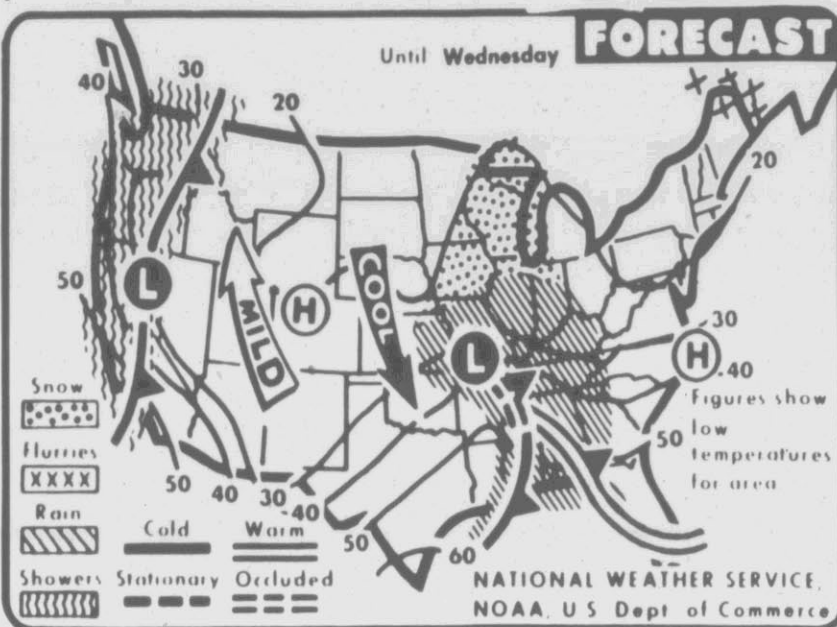 FORECAST
Until Wednesday
40
30
20
20
50
L
MILD
H
COOL
L
30
H
40
Figures show
low
temperatures
for area
50
Snow
Flurries
XXXX
Rain
Cold
Warm
Showers
Stationary
Occluded
50
40
30
40
50
60
NATIONAL WEATHER SERVICE,
NOAA, U S Dept of Commerce